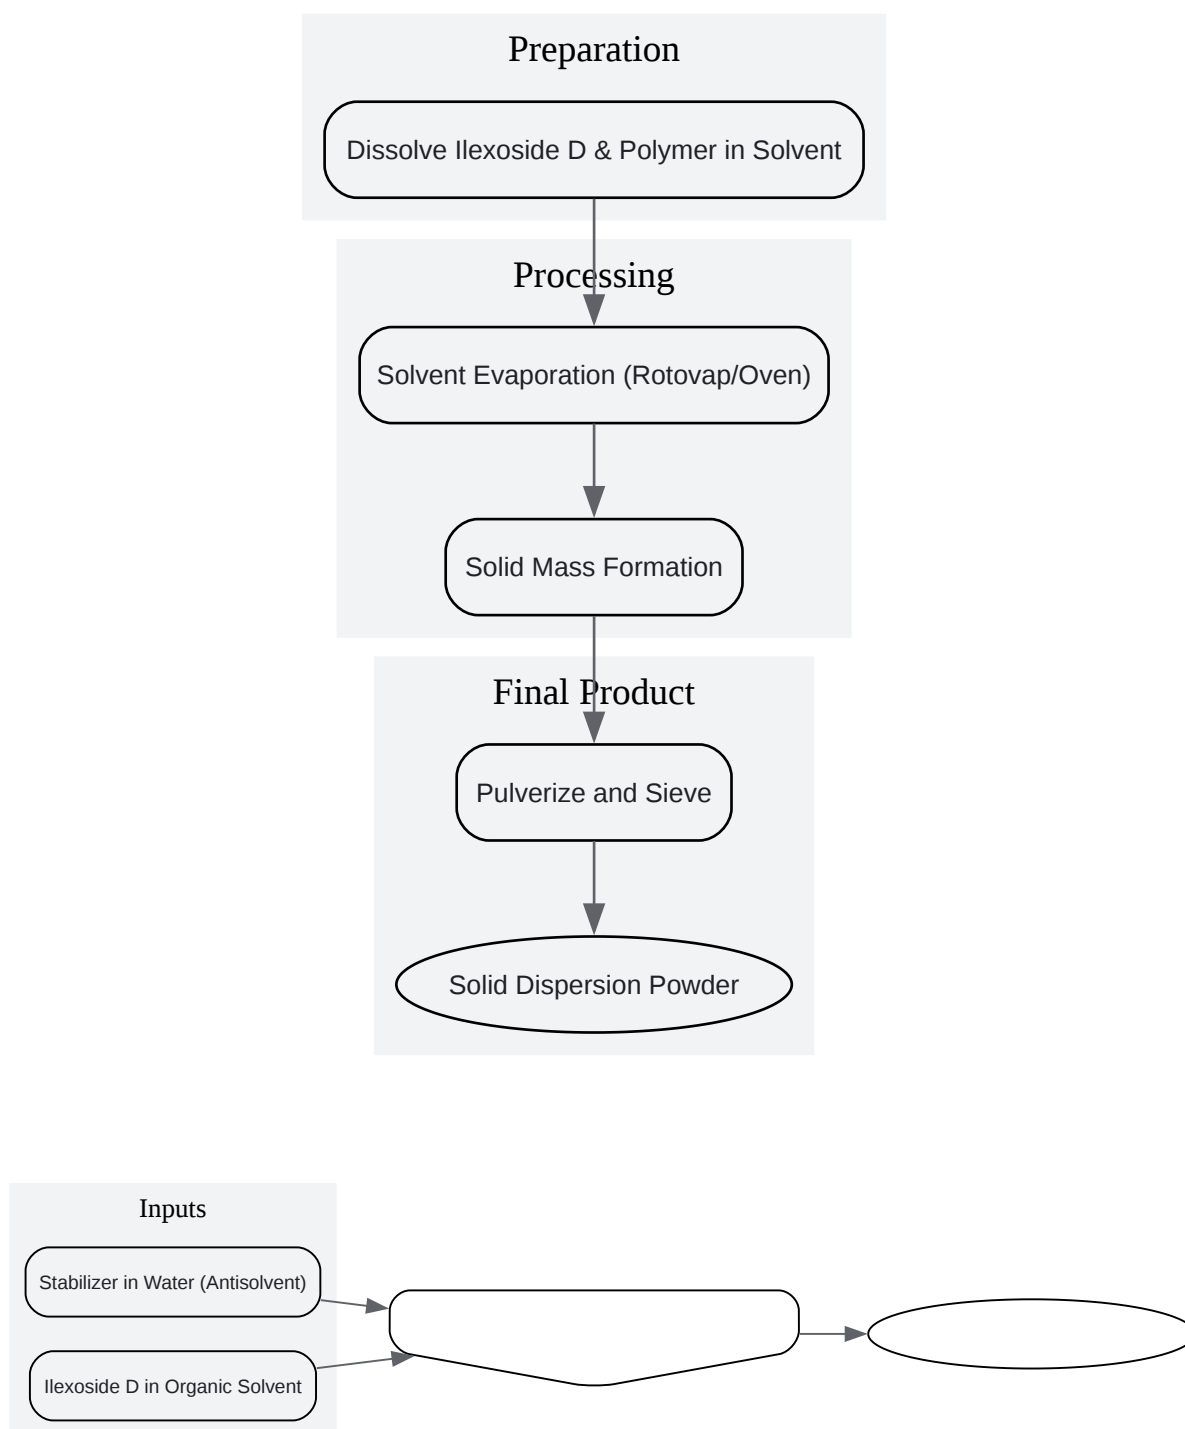 Preparation
Dissolve Ilexoside D & Polymer in Solvent
Processing
Solvent Evaporation (Rotovap/Oven)
Solid Mass Formation
Final Product
Pulverize and Sieve
Solid Dispersion Powder
Inputs
Stabilizer in Water (Antisolvent)
Ilexoside D in Organic Solvent